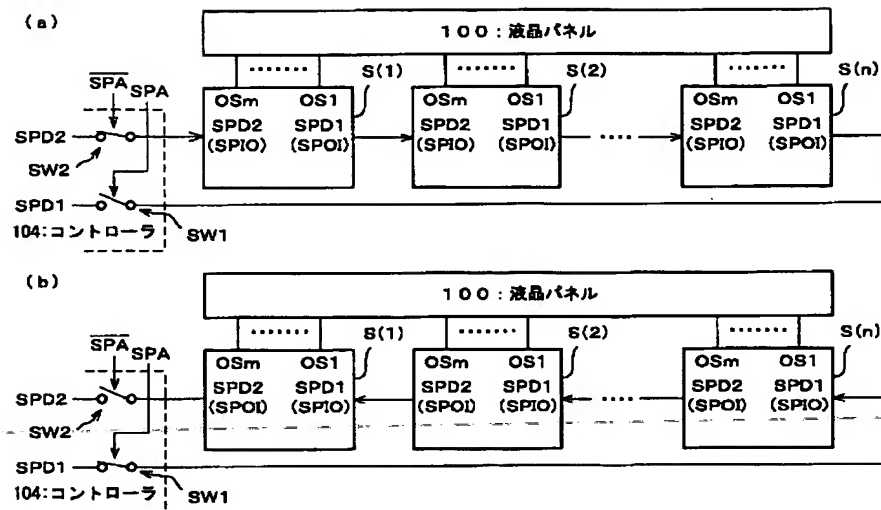 (a)
100：液晶パネル
S(1) S(2) S(n)
S̅P̅A̅ SPA
OSm OS1 OSm OS1 OSm OS1
SPD2 SPD2 SPD1 SPD2 SPD1 SPD2 SPD1
(SPIO) (SPOI) (SPIO) (SPOI) (SPIO) (SPOI)
SW2
SPD1
104:コントローラ SW1
(b)
100：液晶パネル
S(1) S(2) S(n)
S̅P̅A̅ SPA
OSm OS1 OSm OS1 OSm OS1
SPD2 SPD2 SPD1 SPD2 SPD1 SPD2 SPD1
(SPOI) (SPIO) (SPOI) (SPIO) (SPOI) (SPIO)
SW2
SPD1
104:コントローラ SW1